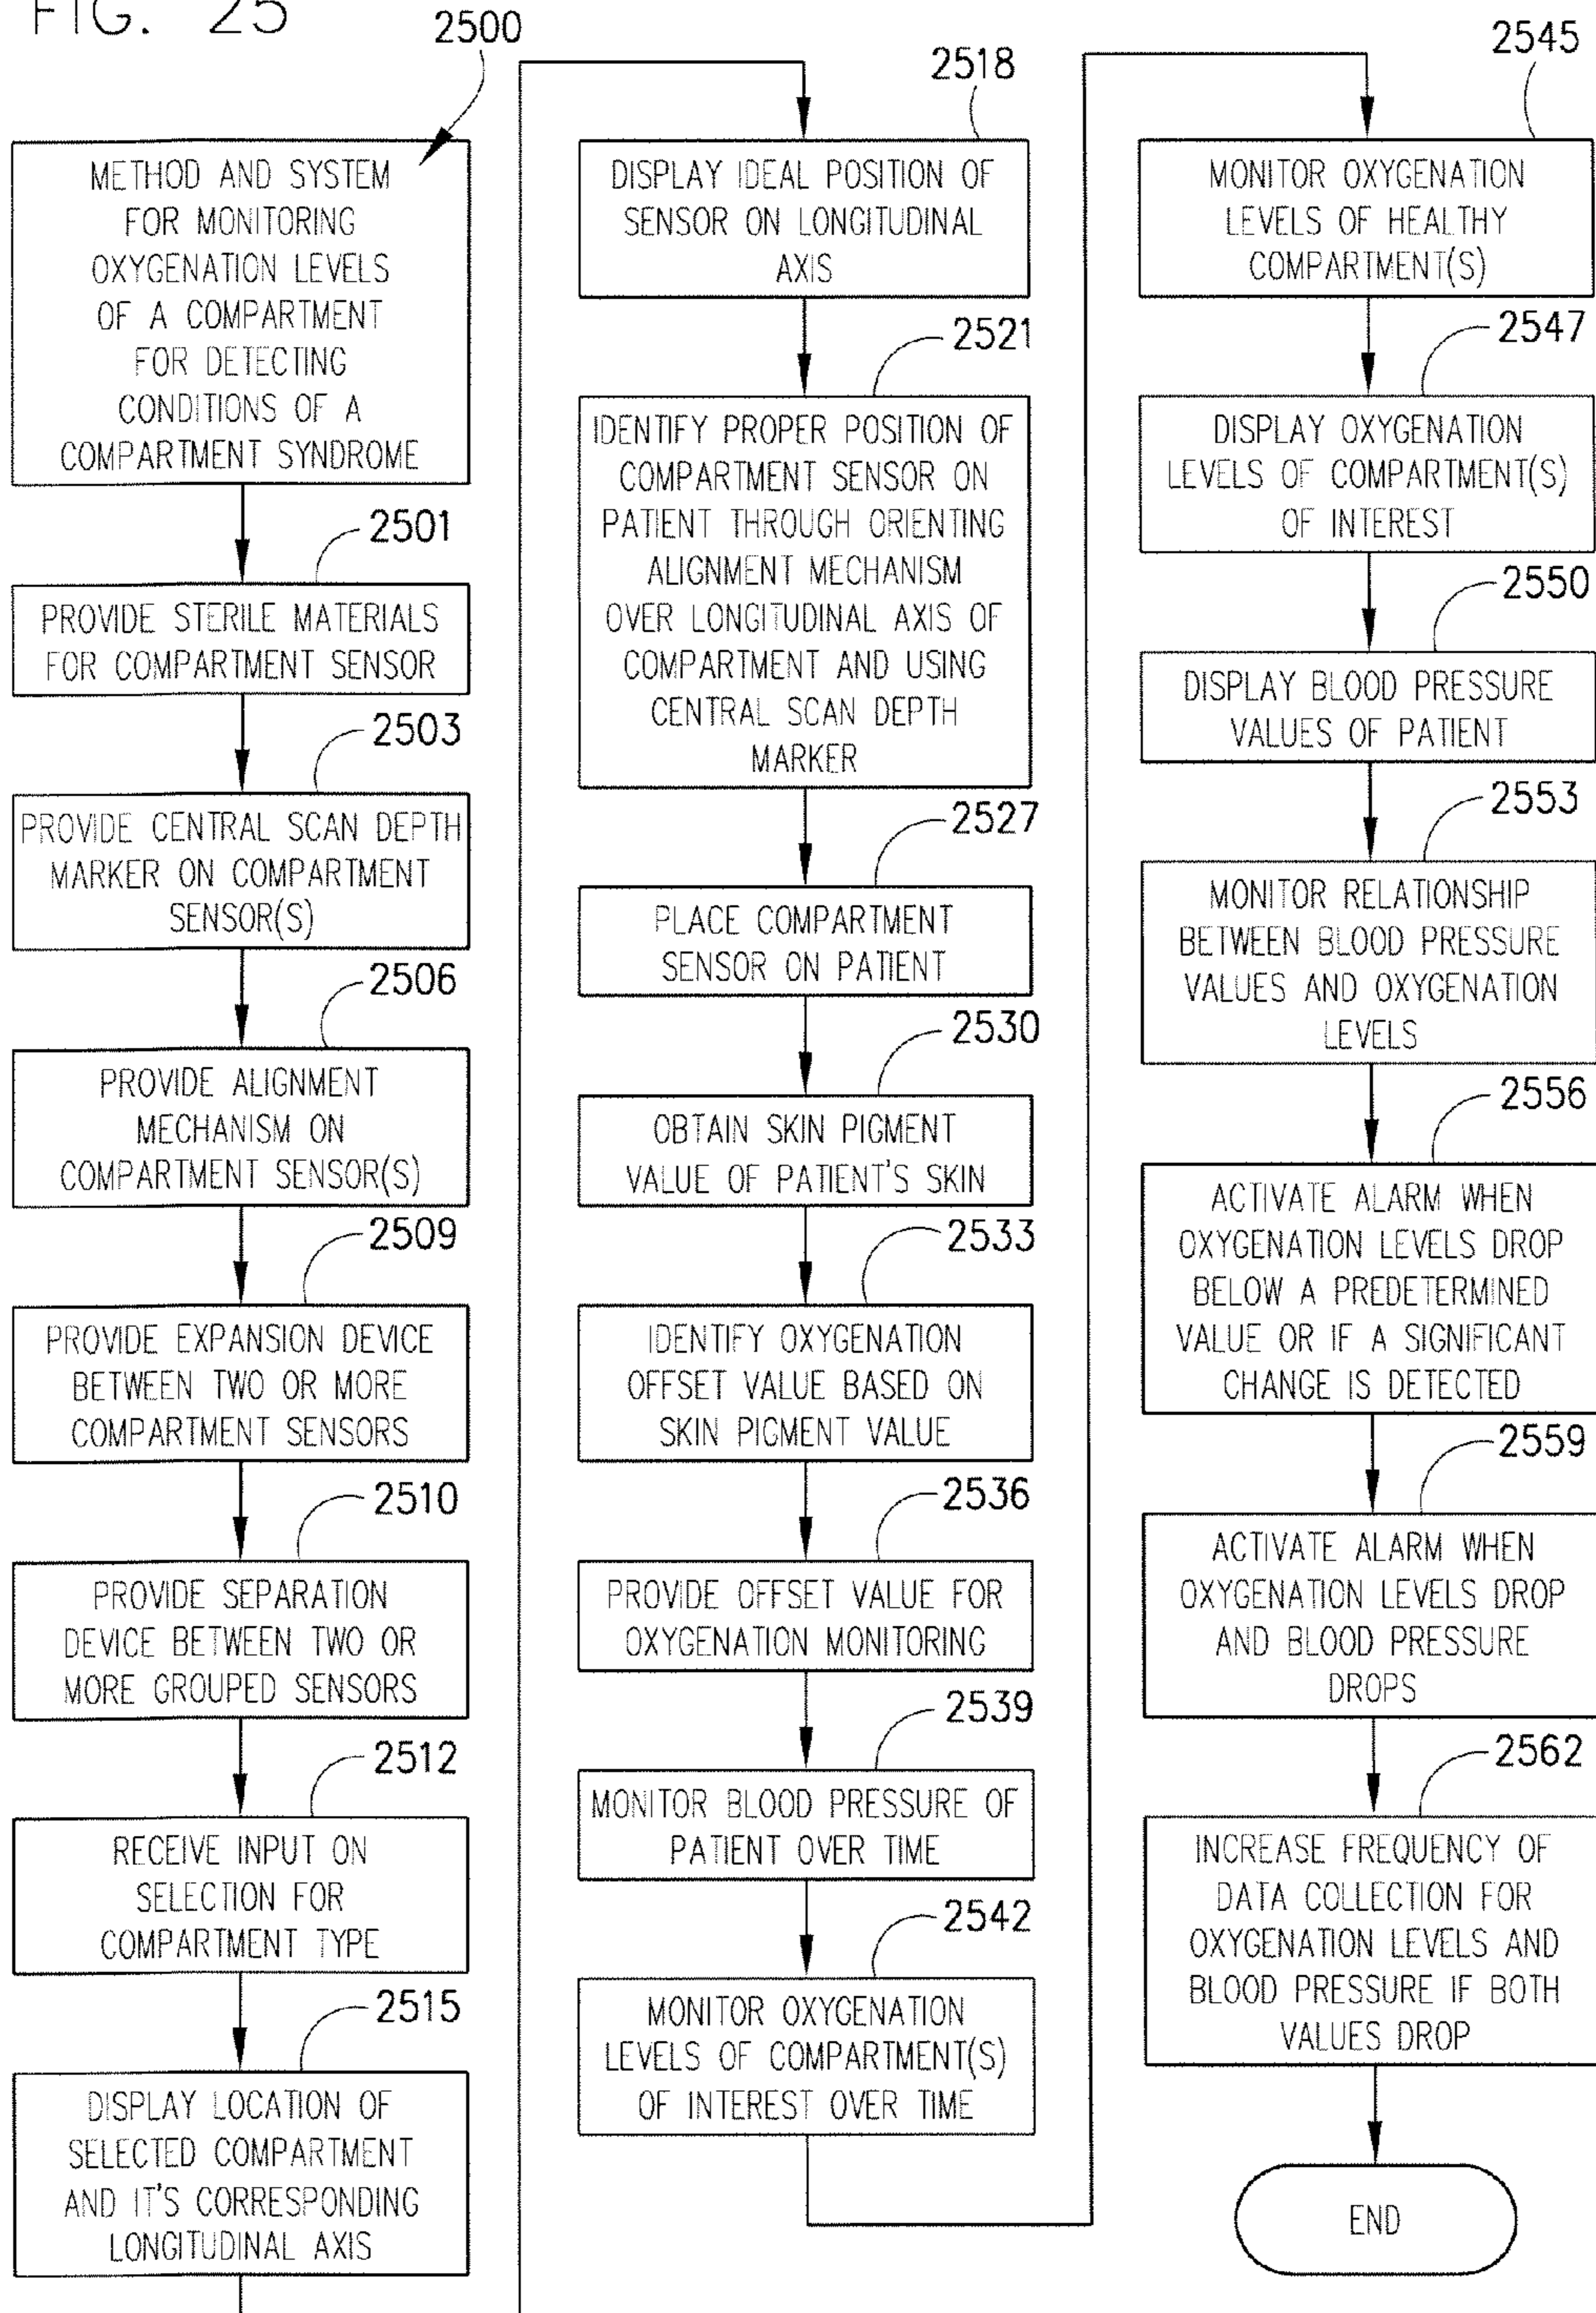 FIG. 25
2500
METHOD AND SYSTEM
FOR MONITORING
OXYGENATION LEVELS
OF A COMPARTMENT
FOR DETECTING
CONDITIONS OF A
COMPARTMENT SYNDROME
2501
PROVIDE STERILE MATERIALS
FOR COMPARTMENT SENSOR
2503
PROVIDE CENTRAL SCAN DEPTH
MARKER ON COMPARTMENT
SENSOR(S)
2506
PROVIDE ALIGNMENT
MECHANISM ON
COMPARTMENT SENSOR(S)
2509
PROVIDE EXPANSION DEVICE
BETWEEN TWO OR MORE
COMPARTMENT SENSORS
2510
PROVIDE SEPARATION
DEVICE BETWEEN TWO OR
MORE GROUPED SENSORS
2512
RECEIVE INPUT ON
SELECTION FOR
COMPARTMENT TYPE
2515
DISPLAY LOCATION OF
SELECTED COMPARTMENT
AND IT'S CORRESPONDING
LONGITUDINAL AXIS
2518
DISPLAY IDEAL POSITION OF
SENSOR ON LONGITUDINAL
AXIS
2521
IDENTIFY PROPER POSITION OF
COMPARTMENT SENSOR ON
PATIENT THROUGH ORIENTING
ALIGNMENT MECHANISM
OVER LONGITUDINAL AXIS OF
COMPARTMENT AND USING
CENTRAL SCAN DEPTH
MARKER
2527
PLACE COMPARTMENT
SENSOR ON PATIENT
2530
OBTAIN SKIN PIGMENT
VALUE OF PATIENT'S SKIN
2533
IDENTIFY OXYGENATION
OFFSET VALUE BASED ON
SKIN PIGMENT VALUE
2536
PROVIDE OFFSET VALUE FOR
OXYGENATION MONITORING
2539
MONITOR BLOOD PRESSURE OF
PATIENT OVER TIME
2542
MONITOR OXYGENATION
LEVELS OF COMPARTMENT(S)
OF INTEREST OVER TIME
2545
MONITOR OXYGENATION
LEVELS OF HEALTHY
COMPARTMENT(S)
2547
DISPLAY OXYGENATION
LEVELS OF COMPARTMENT(S)
OF INTEREST
2550
DISPLAY BLOOD PRESSURE
VALUES OF PATIENT
2553
MONITOR RELATIONSHIP
BETWEEN BLOOD PRESSURE
VALUES AND OXYGENATION
LEVELS
2556
ACTIVATE ALARM WHEN
OXYGENATION LEVELS DROP
BELOW A PREDETERMINED
VALUE OR IF A SIGNIFICANT
CHANGE IS DETECTED
2559
ACTIVATE ALARM WHEN
OXYGENATION LEVELS DROP
AND BLOOD PRESSURE
DROPS
2562
INCREASE FREQUENCY OF
DATA COLLECTION FOR
OXYGENATION LEVELS AND
BLOOD PRESSURE IF BOTH
VALUES DROP
END